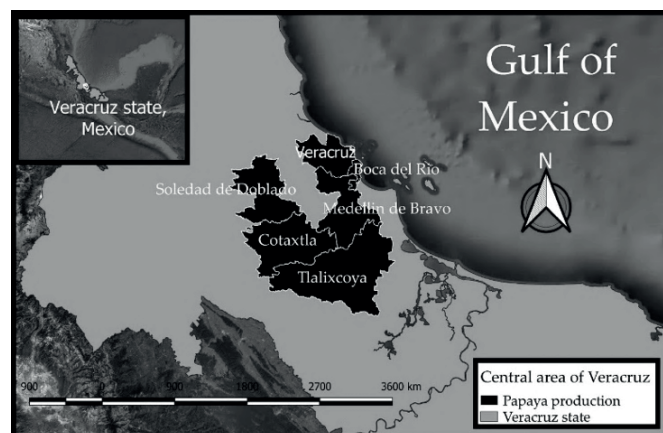 Veracruz state,
Mexico
Gulf of
Mexico
N
Veracruz
Boca del Río
Soledad de Doblado
Medellin de Bravo
Cotaxtla
Tlalixcoya
900 0 900 1800 2700 3600 km
Central area of Veracruz
Papaya production
Veracruz state